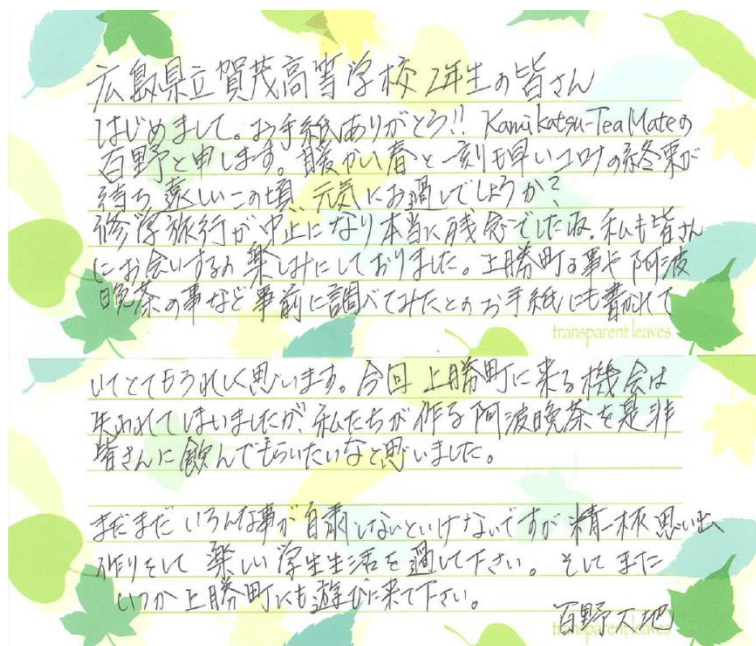 広島県立賀茂高等学校 2年生の皆さん
はじめまして。お手紙ありがとう!! Kamikatsu-TeaMateの
百野と申します。暖かい春と一刻も早いコロナの終束が
待ち遠しいこの頃 元気にお過しでしょうか?
修学旅行が中止になり本当に残念でしたね。私も皆さん
にお会いするの楽しみにしておりました。上勝町の事や阿波
晩茶の事など事前に調べてみたとのお手紙にも書かれて
transparent leaves
いてとてもうれしく思います。今回 上勝町に来る機会は
失われてしまいましたが、私たちが作る阿波晩茶を是非
皆さんに飲んでもらいたいなと思いました。
まだまだ いろんな事が自粛しないといけないですが 精一杯 思い出
作りをして 楽しい学生生活を過して下さい。 そして また
いつか上勝町にも遊びに来て下さい。
百野大地
transparent leaves